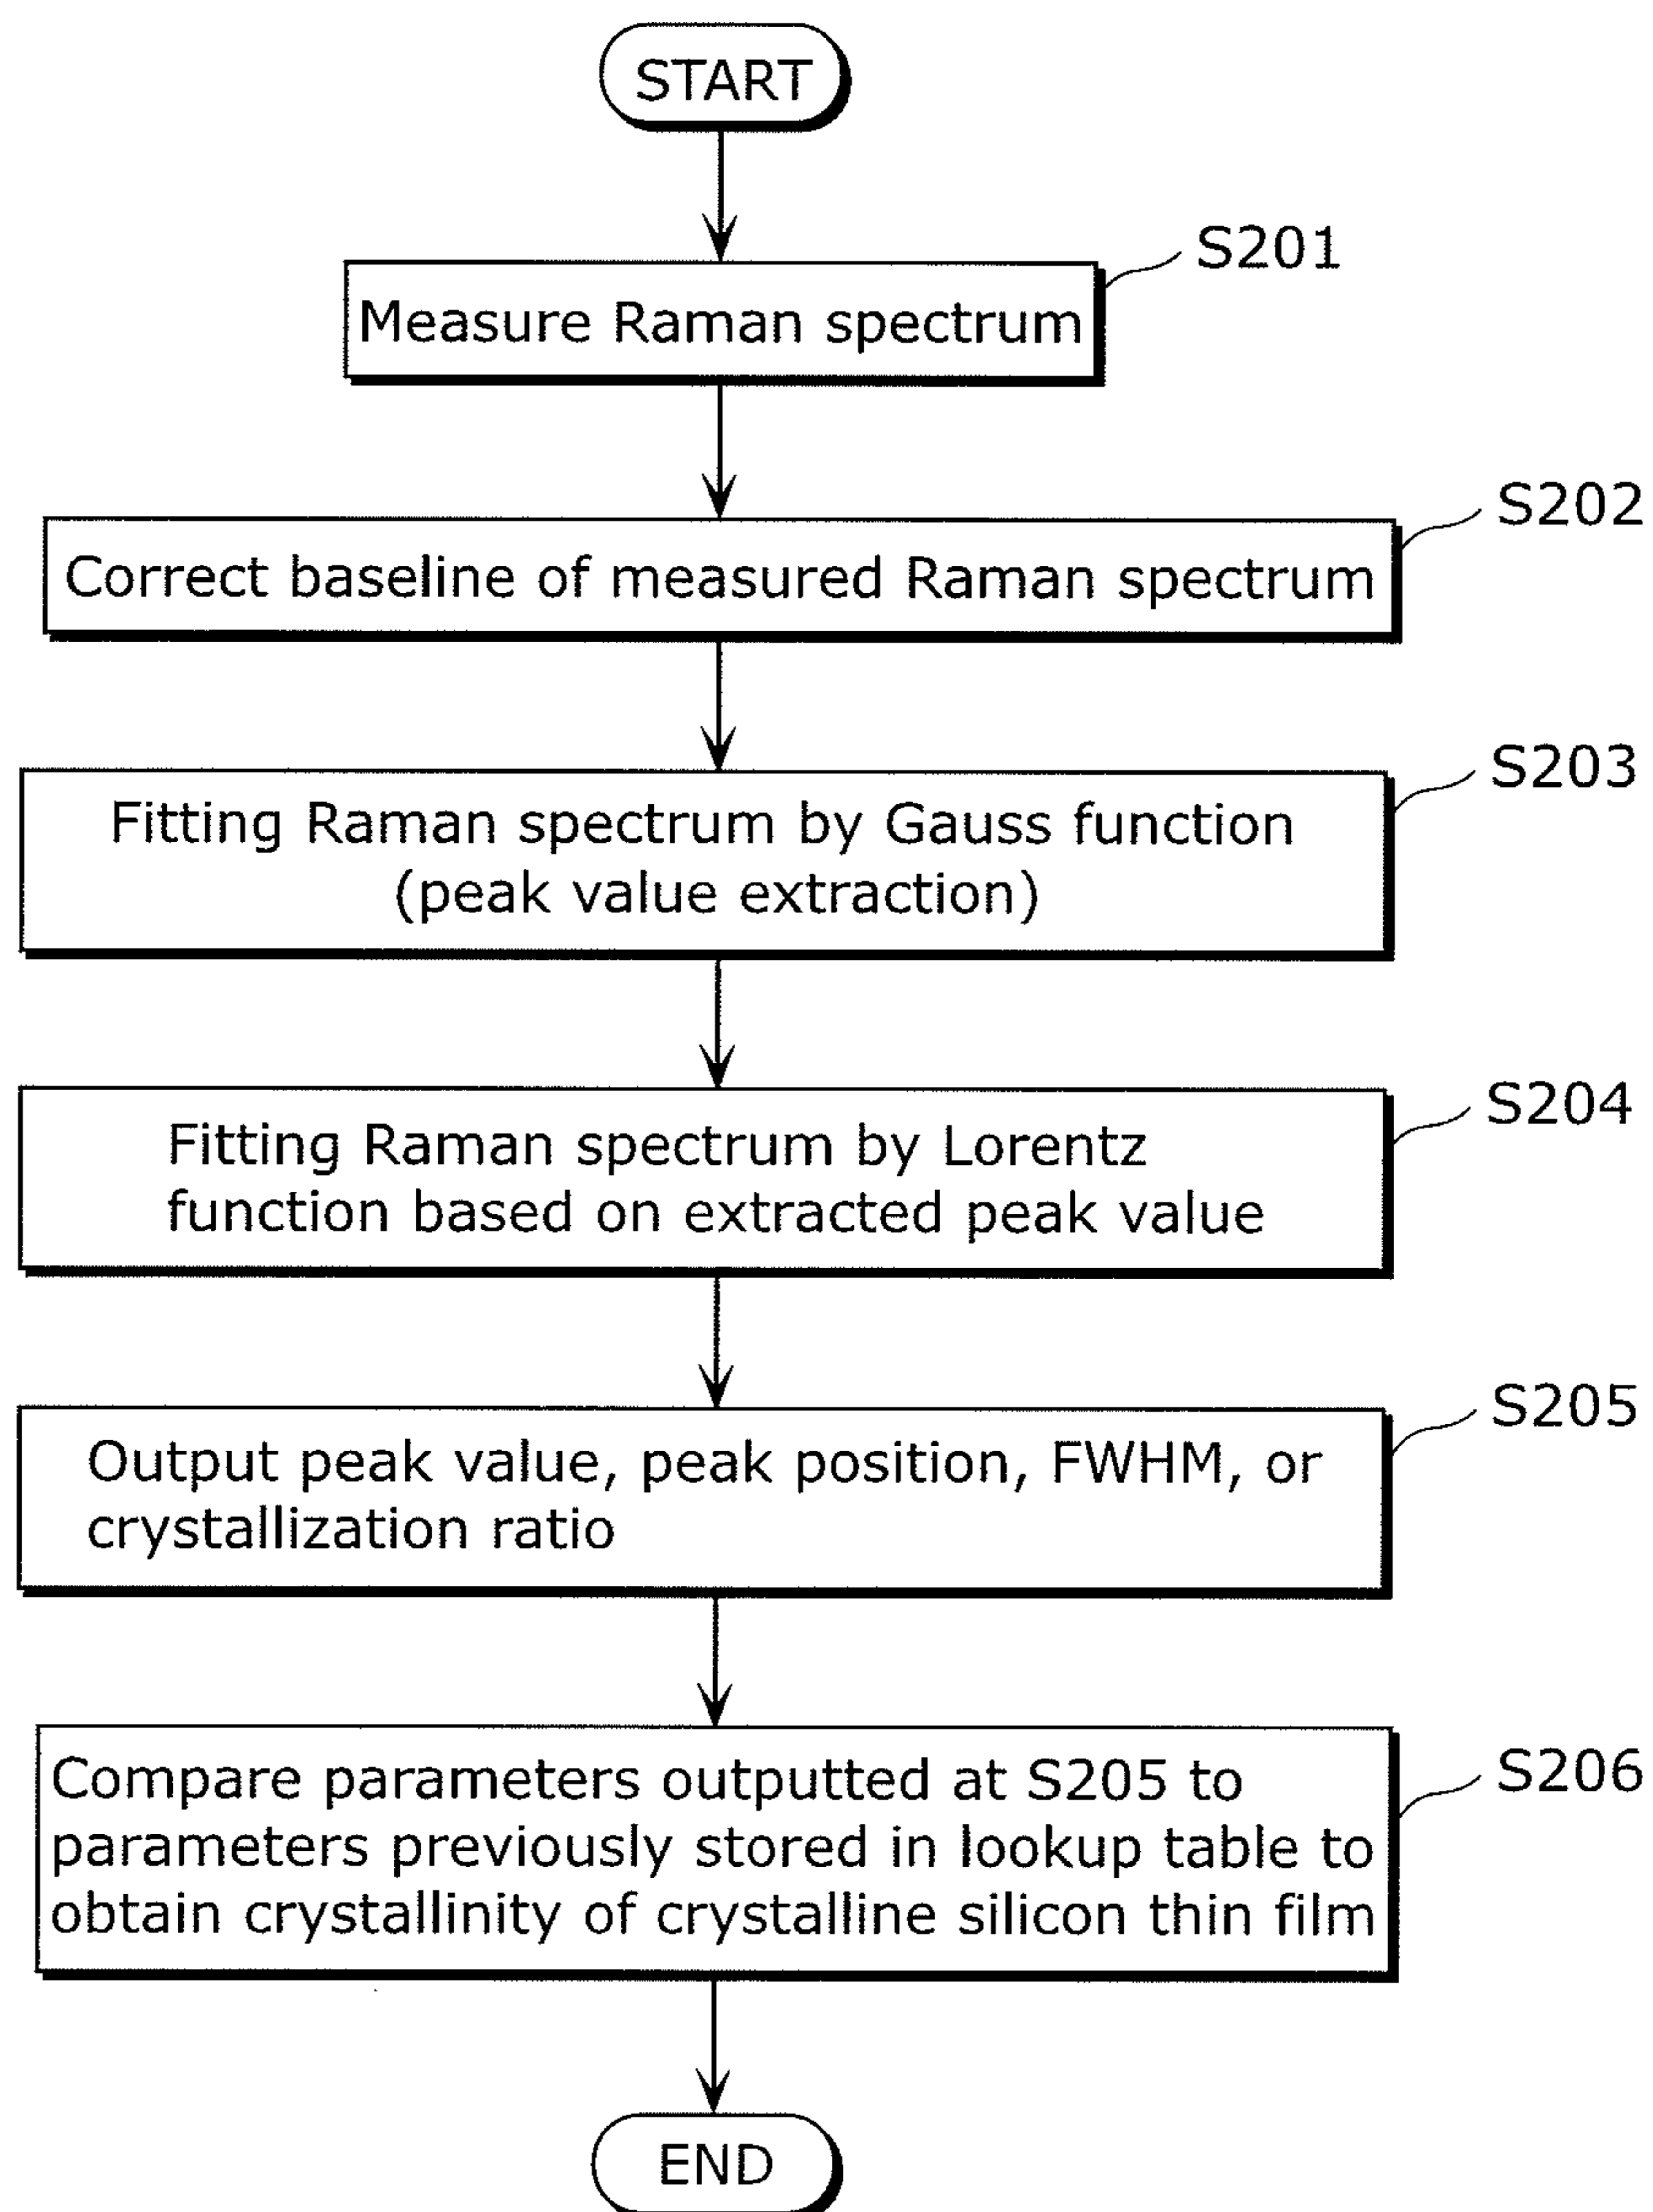 START
S201
Measure Raman spectrum
S202
Correct baseline of measured Raman spectrum
S203
Fitting Raman spectrum by Gauss function
(peak value extraction)
S204
Fitting Raman spectrum by Lorentz
function based on extracted peak value
S205
Output peak value, peak position, FWHM, or
crystallization ratio
S206
Compare parameters outputted at S205 to
parameters previously stored in lookup table to
obtain crystallinity of crystalline silicon thin film
END